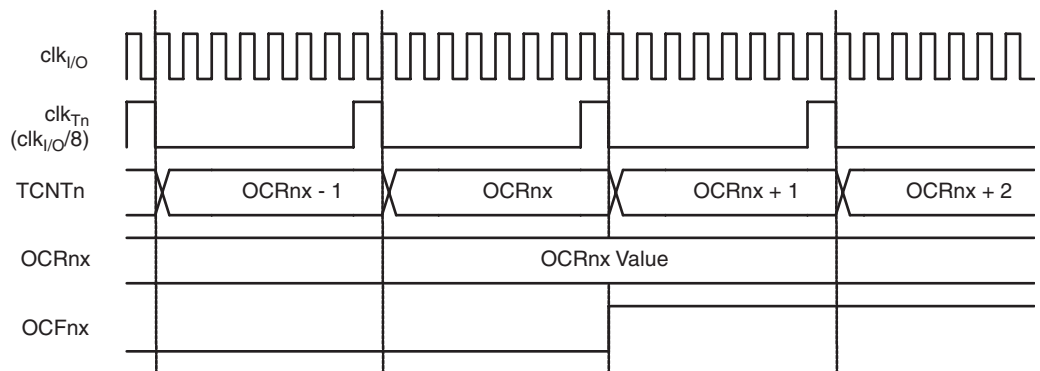 clkI/O
clkTn
(clkI/O/8)
TCNTn OCRnx - 1 OCRnx OCRnx + 1 OCRnx + 2
OCRnx OCRnx Value
OCFnx